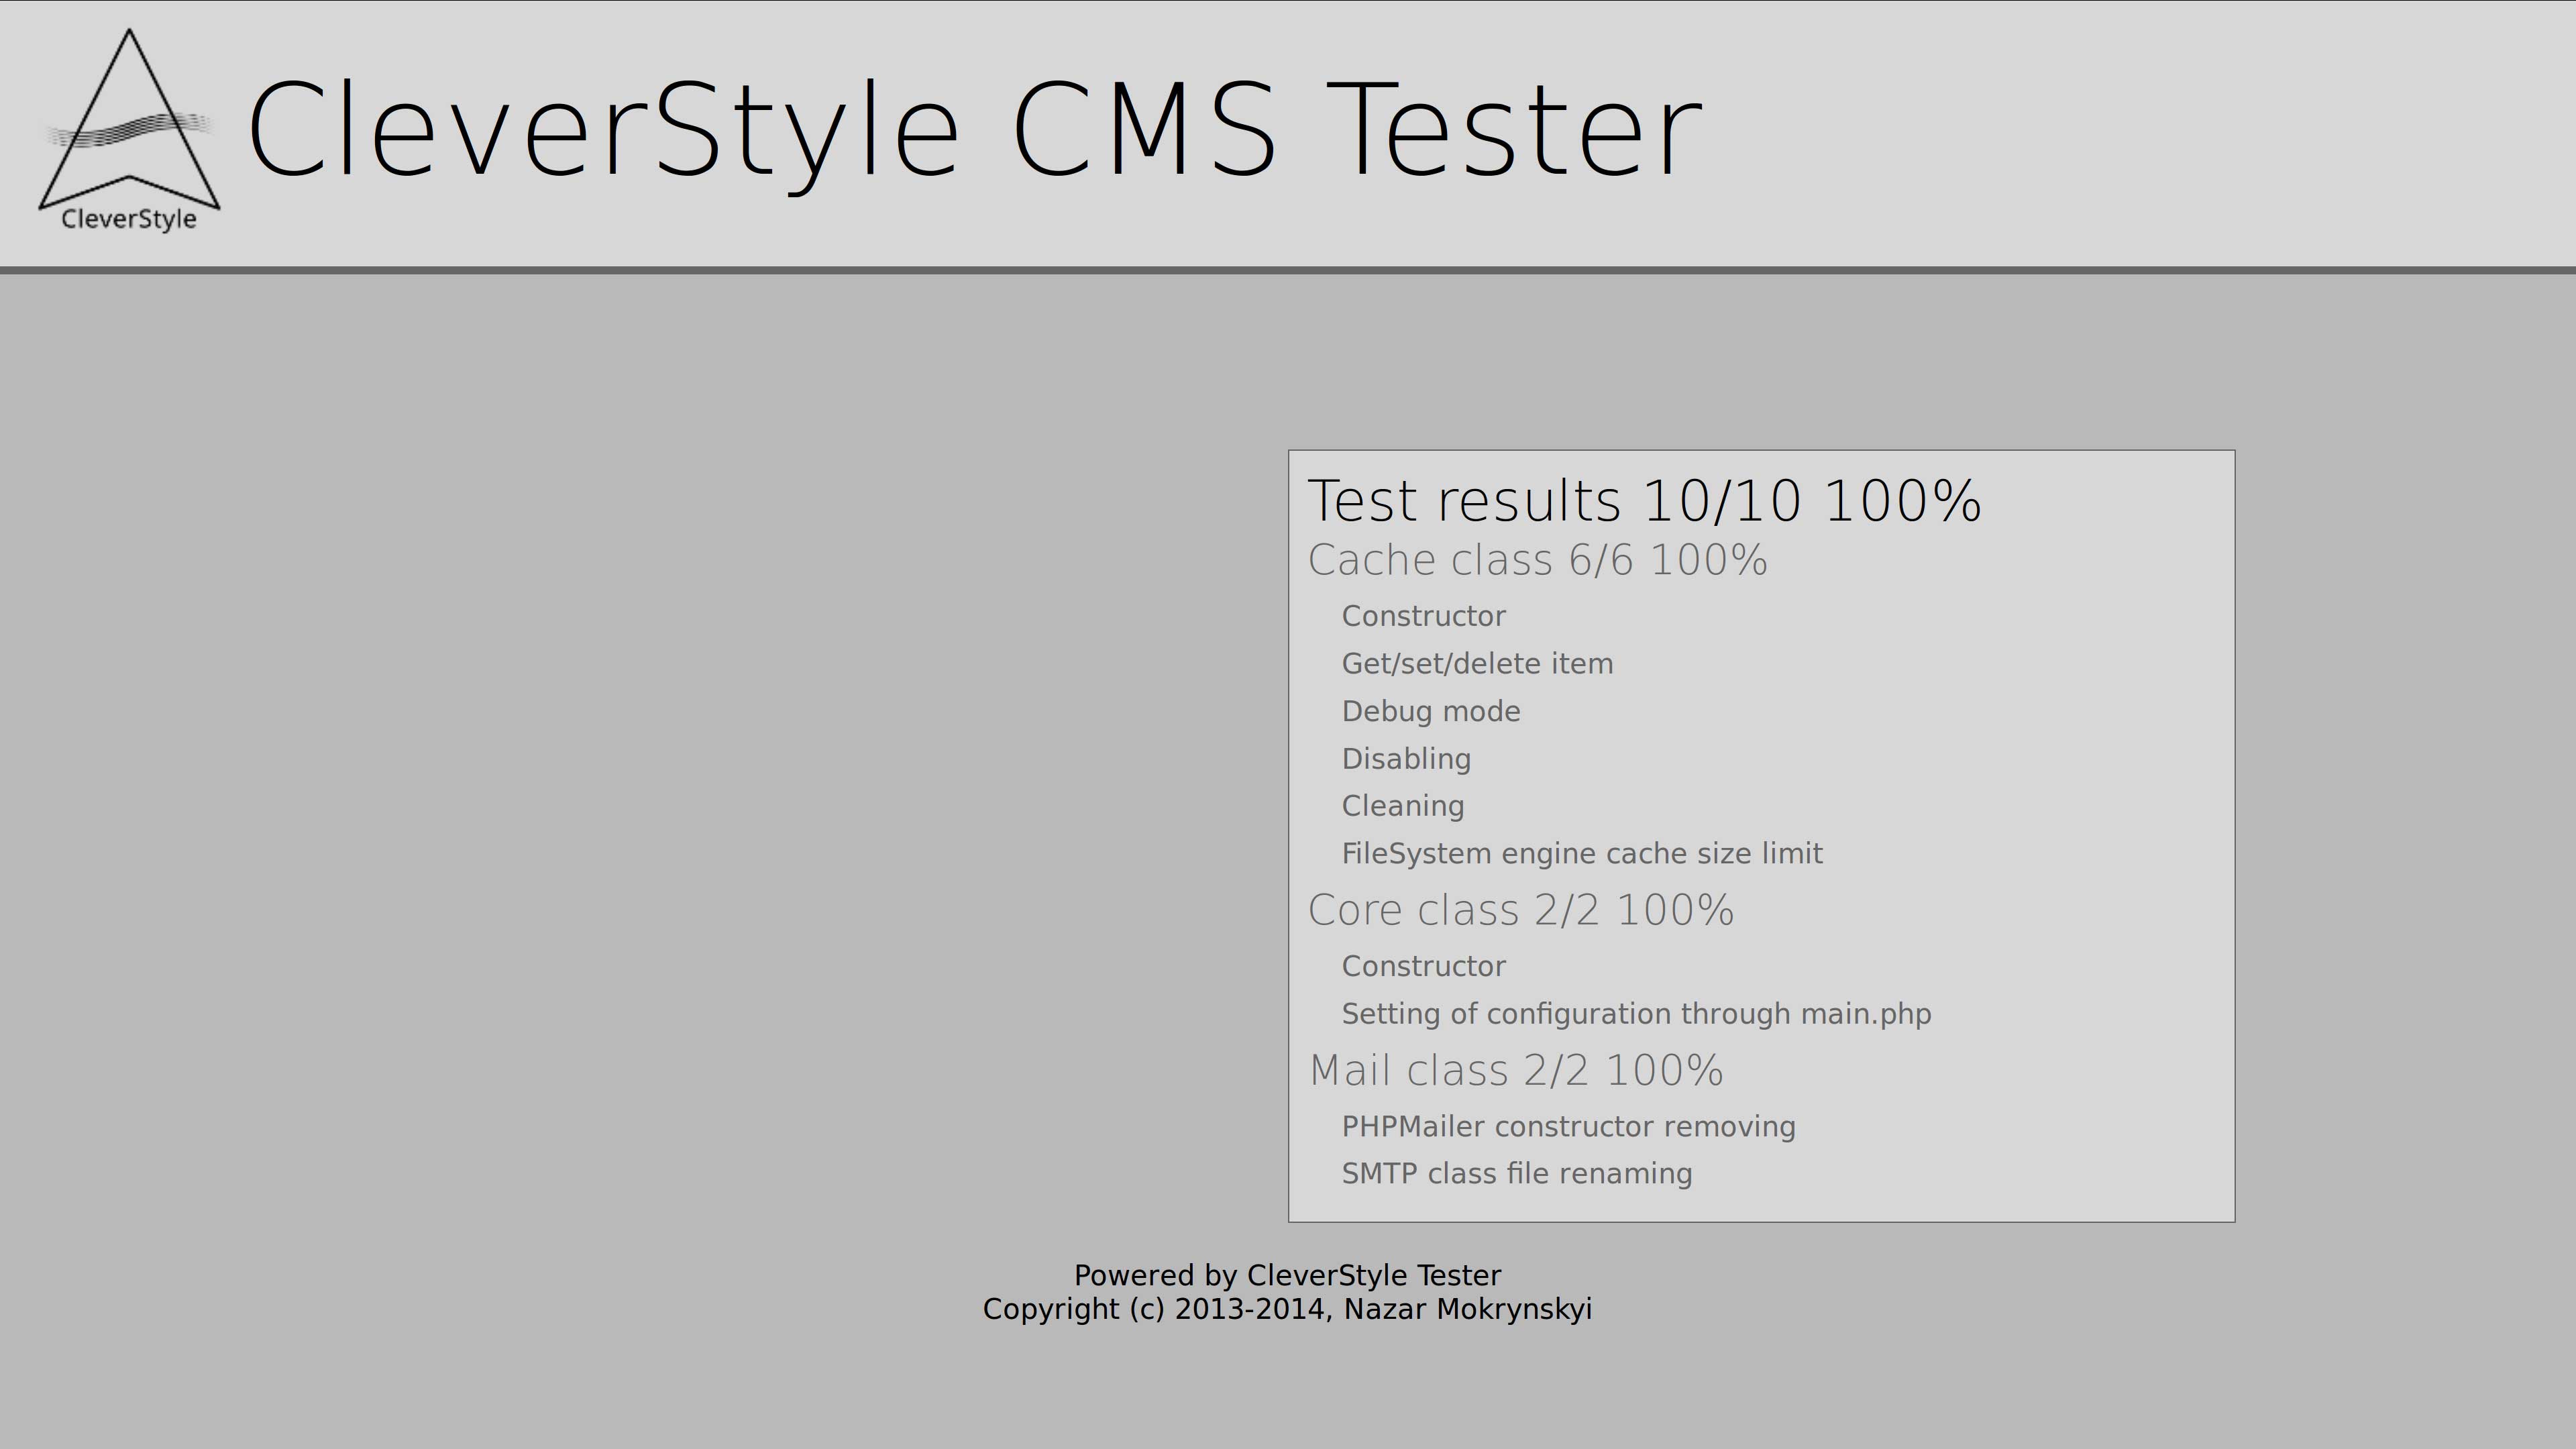 CleverStyle
CleverStyle CMS Tester
Test results 10/10 100%
Cache class 6/6 100%
Constructor
Get/set/delete item
Debug mode
Disabling
Cleaning
FileSystem engine cache size limit
Core class 2/2 100%
Constructor
Setting of configuration through main.php
Mail class 2/2 100%
PHPMailer constructor removing
SMTP class file renaming
Powered by CleverStyle Tester
Copyright (c) 2013-2014, Nazar Mokrynskyi